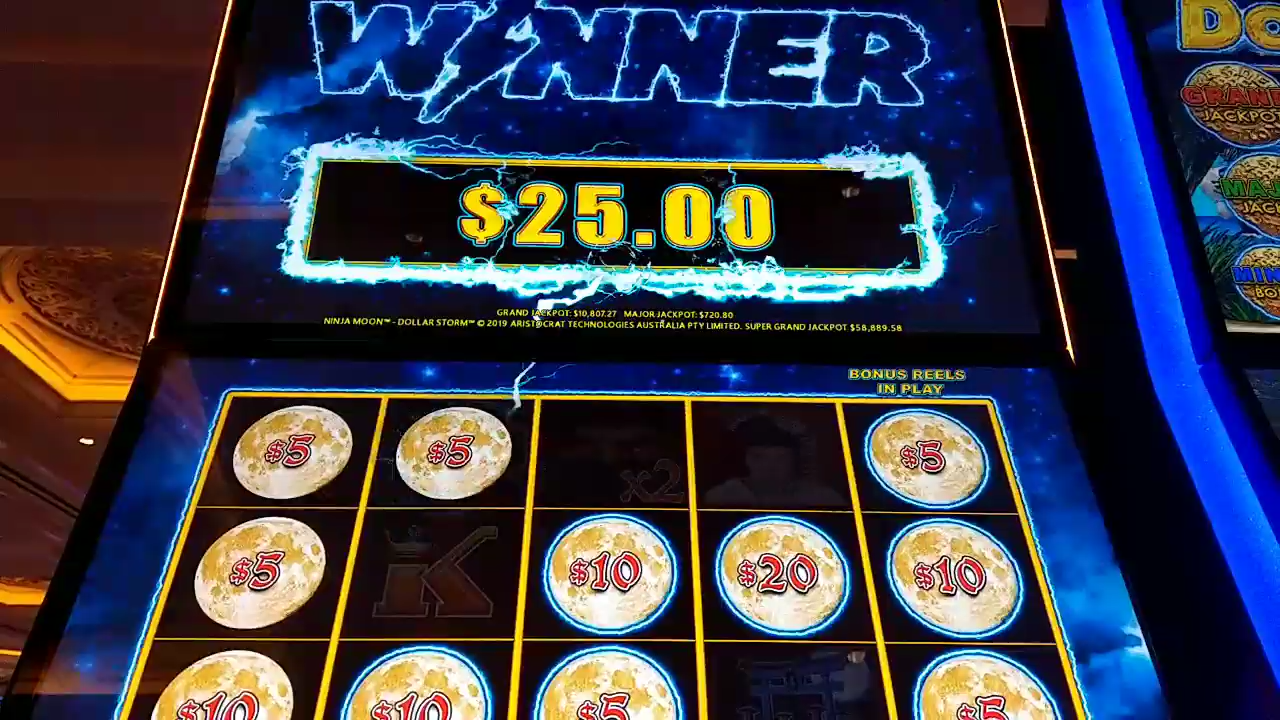 WINNER
$25.00
GRAND JACKPOT: $10,807.27 MAJOR JACKPOT: $720.80
NINJA MOON™ - DOLLAR STORM™ © 2019 ARISTOCRAT TECHNOLOGIES AUSTRALIA PTY LIMITED. SUPER GRAND JACKPOT $58,889.58
BONUS REELS
IN PLAY
$5 $5 x2 $5
$5 K $10 $20 $10
$10 $10 $5 $5
GRAND
JACKPOT